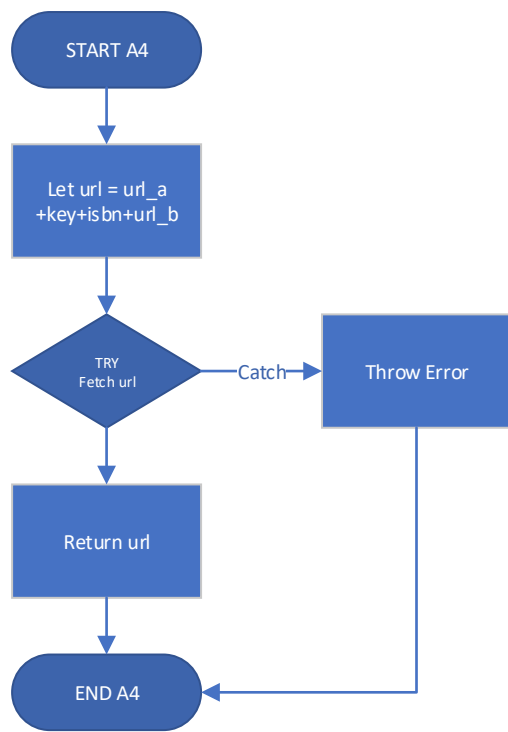 START A4
Let url = url_a
+key+isbn+url_b
TRY
Fetch url
Catch
Throw Error
Return url
END A4